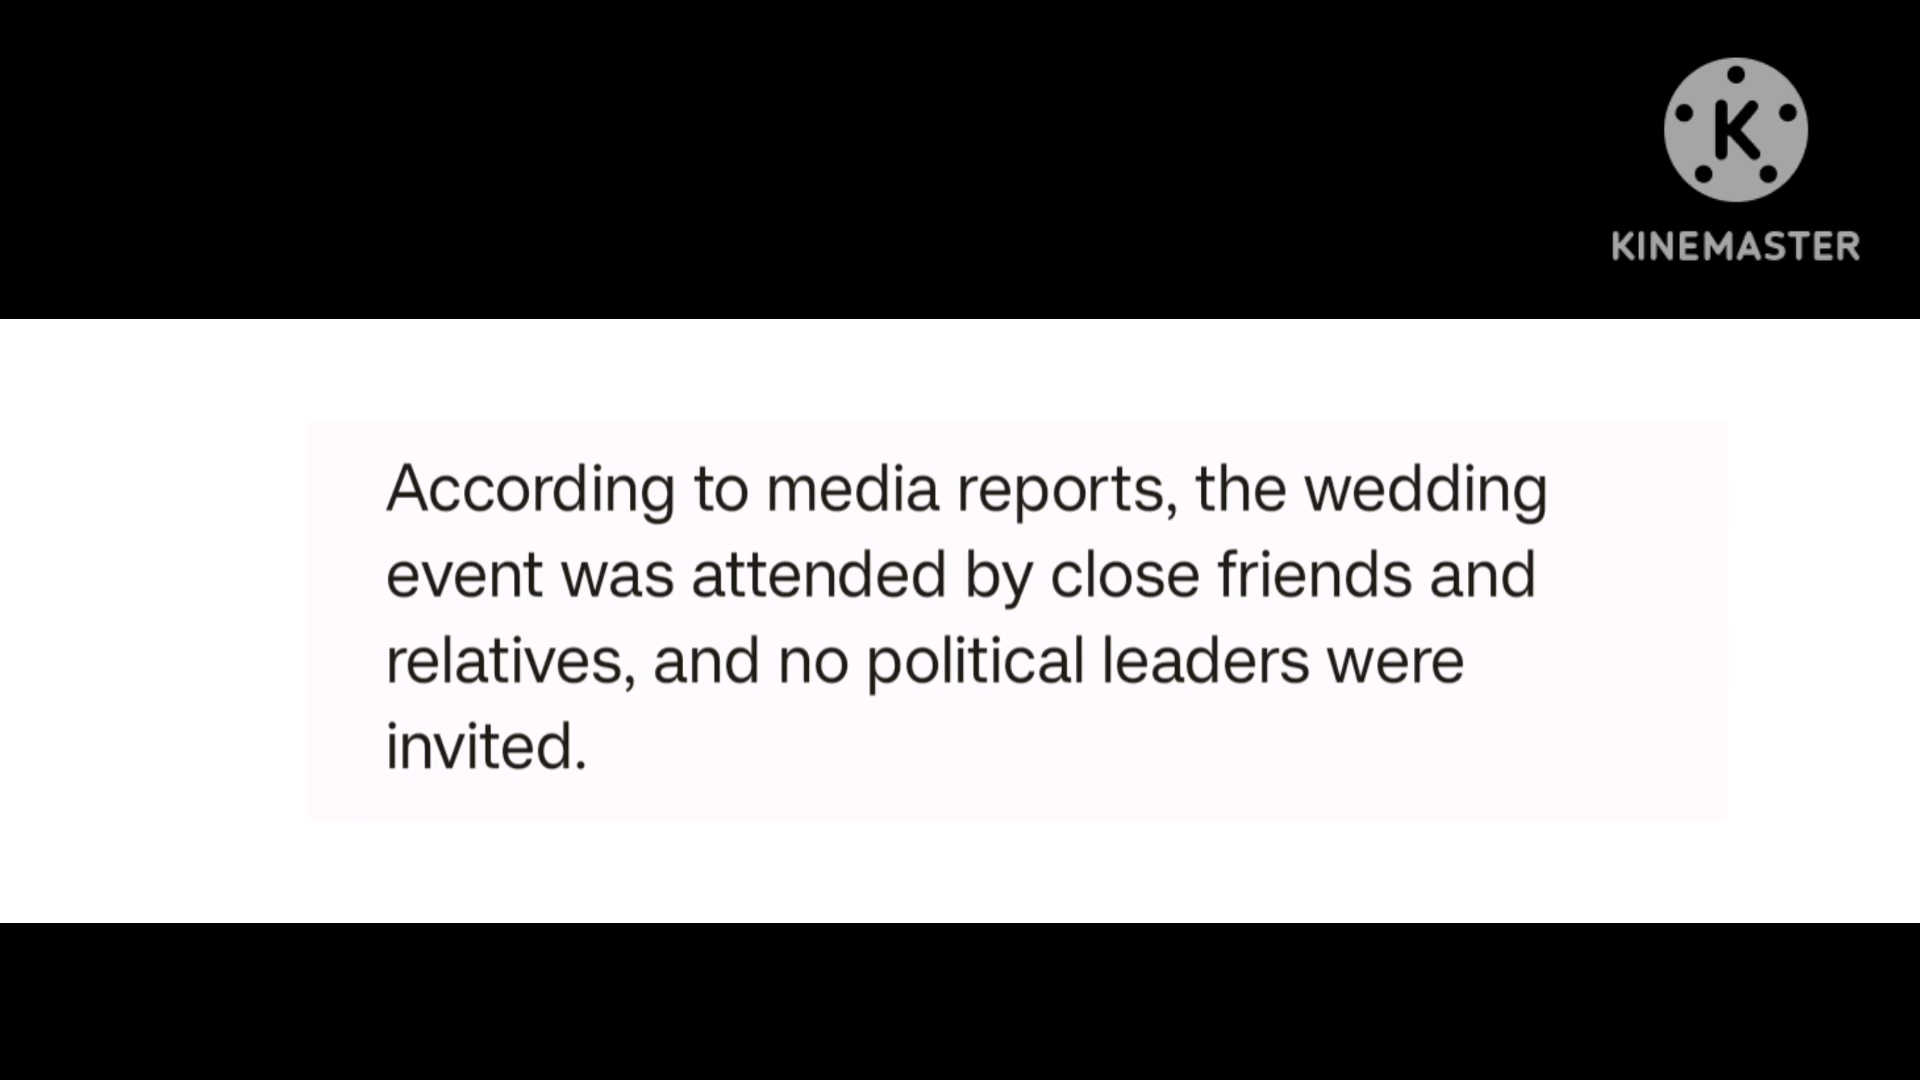 K
KINEMASTER
According to media reports, the wedding
event was attended by close friends and
relatives, and no political leaders were
invited.